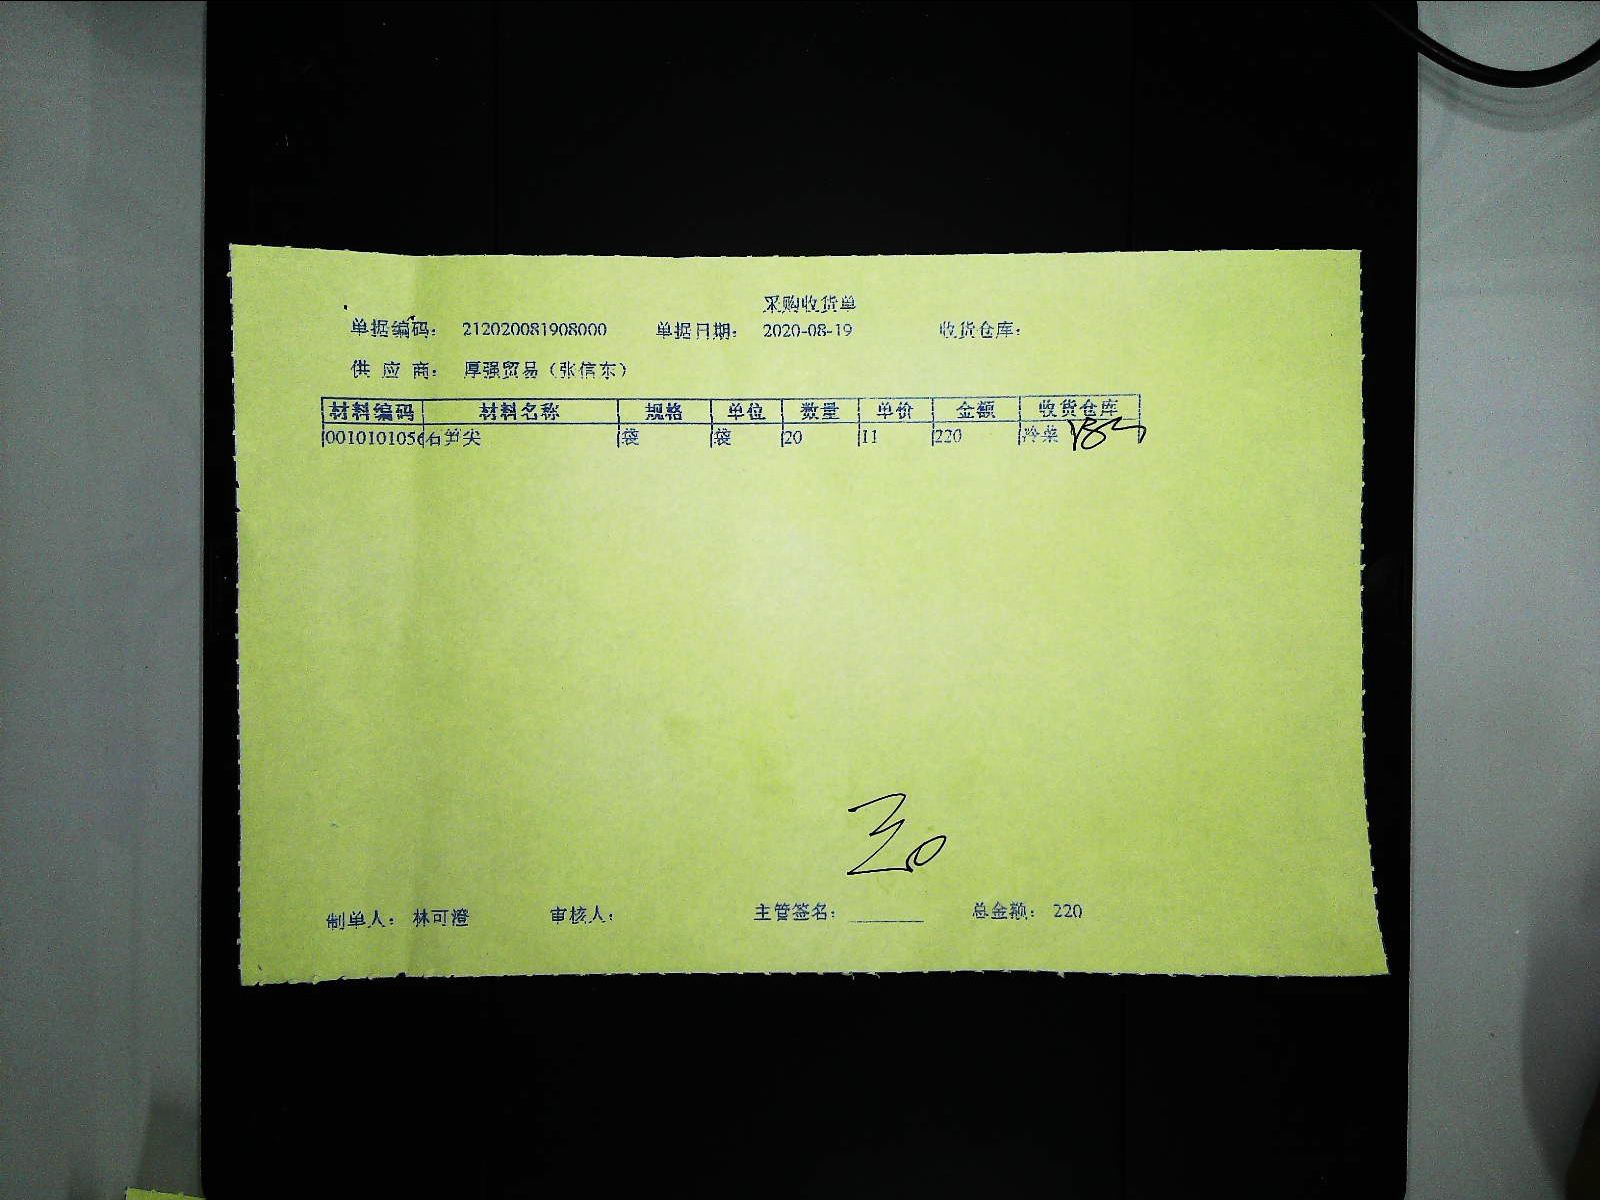 采购收货单
单据编码： 212020081908000 单据日期： 2020-08-19 收货仓库：
供 应 商： 厚强贸易（张信东）
材料编码 材料名称 规格 单位 数量 单价 金额 收货仓库
0010101056 石笋尖 袋 袋 20 11 220 冷菜
制单人： 林可澄 审核人： 主管签名： 总金额： 220